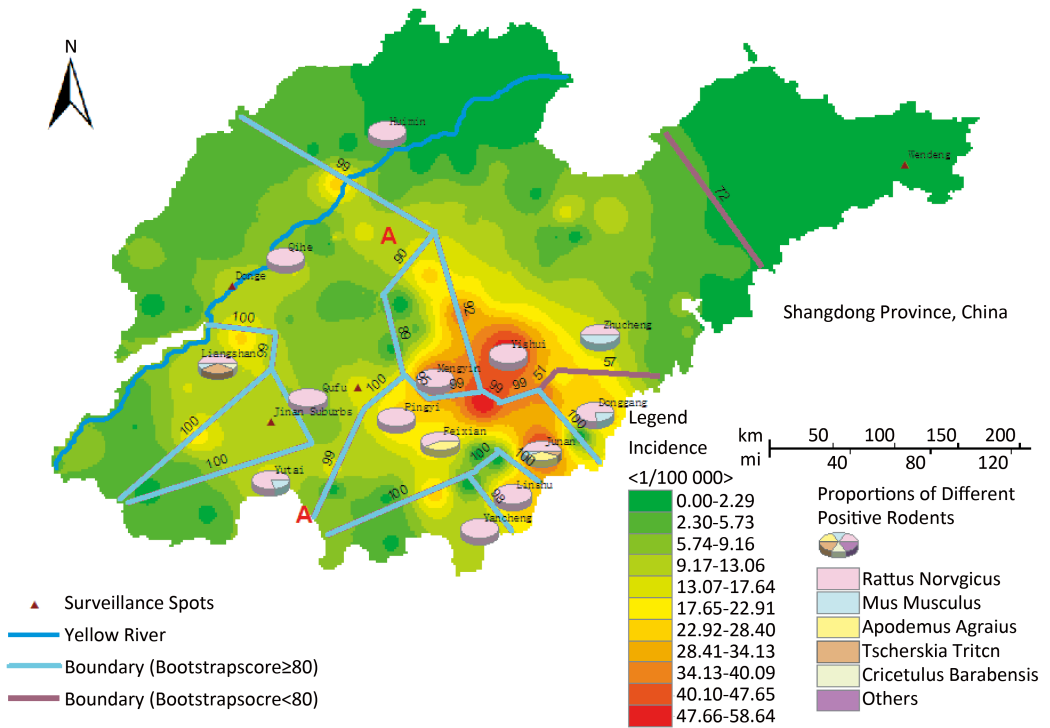 N
Huimin
99
Wendeng
72
A
Qihe
90
Donge
92
100
Shangdong Province, China
99
89
Zhucheng
Liangshan
Yishui
Mengyin
57
51
Qufu
100
95
99
99
99
Jinan Suburbs
Pingyi
Donggang
100
Feixian
100
Junan
100
99
100
100
Yutai
100
98
Linshu
A
Yancheng
Legend
Incidence
<1/100 000>
0.00-2.29
2.30-5.73
5.74-9.16
9.17-13.06
13.07-17.64
17.65-22.91
22.92-28.40
28.41-34.13
34.13-40.09
40.10-47.65
47.66-58.64
km 50 100 150 200
mi 40 80 120
Proportions of Different
Positive Rodents
Rattus Norvgicus
Mus Musculus
Apodemus Agraius
Tscherskia Tritcn
Cricetulus Barabensis
Others
Surveillance Spots
Yellow River
Boundary (Bootstrapscore≥80)
Boundary (Bootstrapsocre<80)